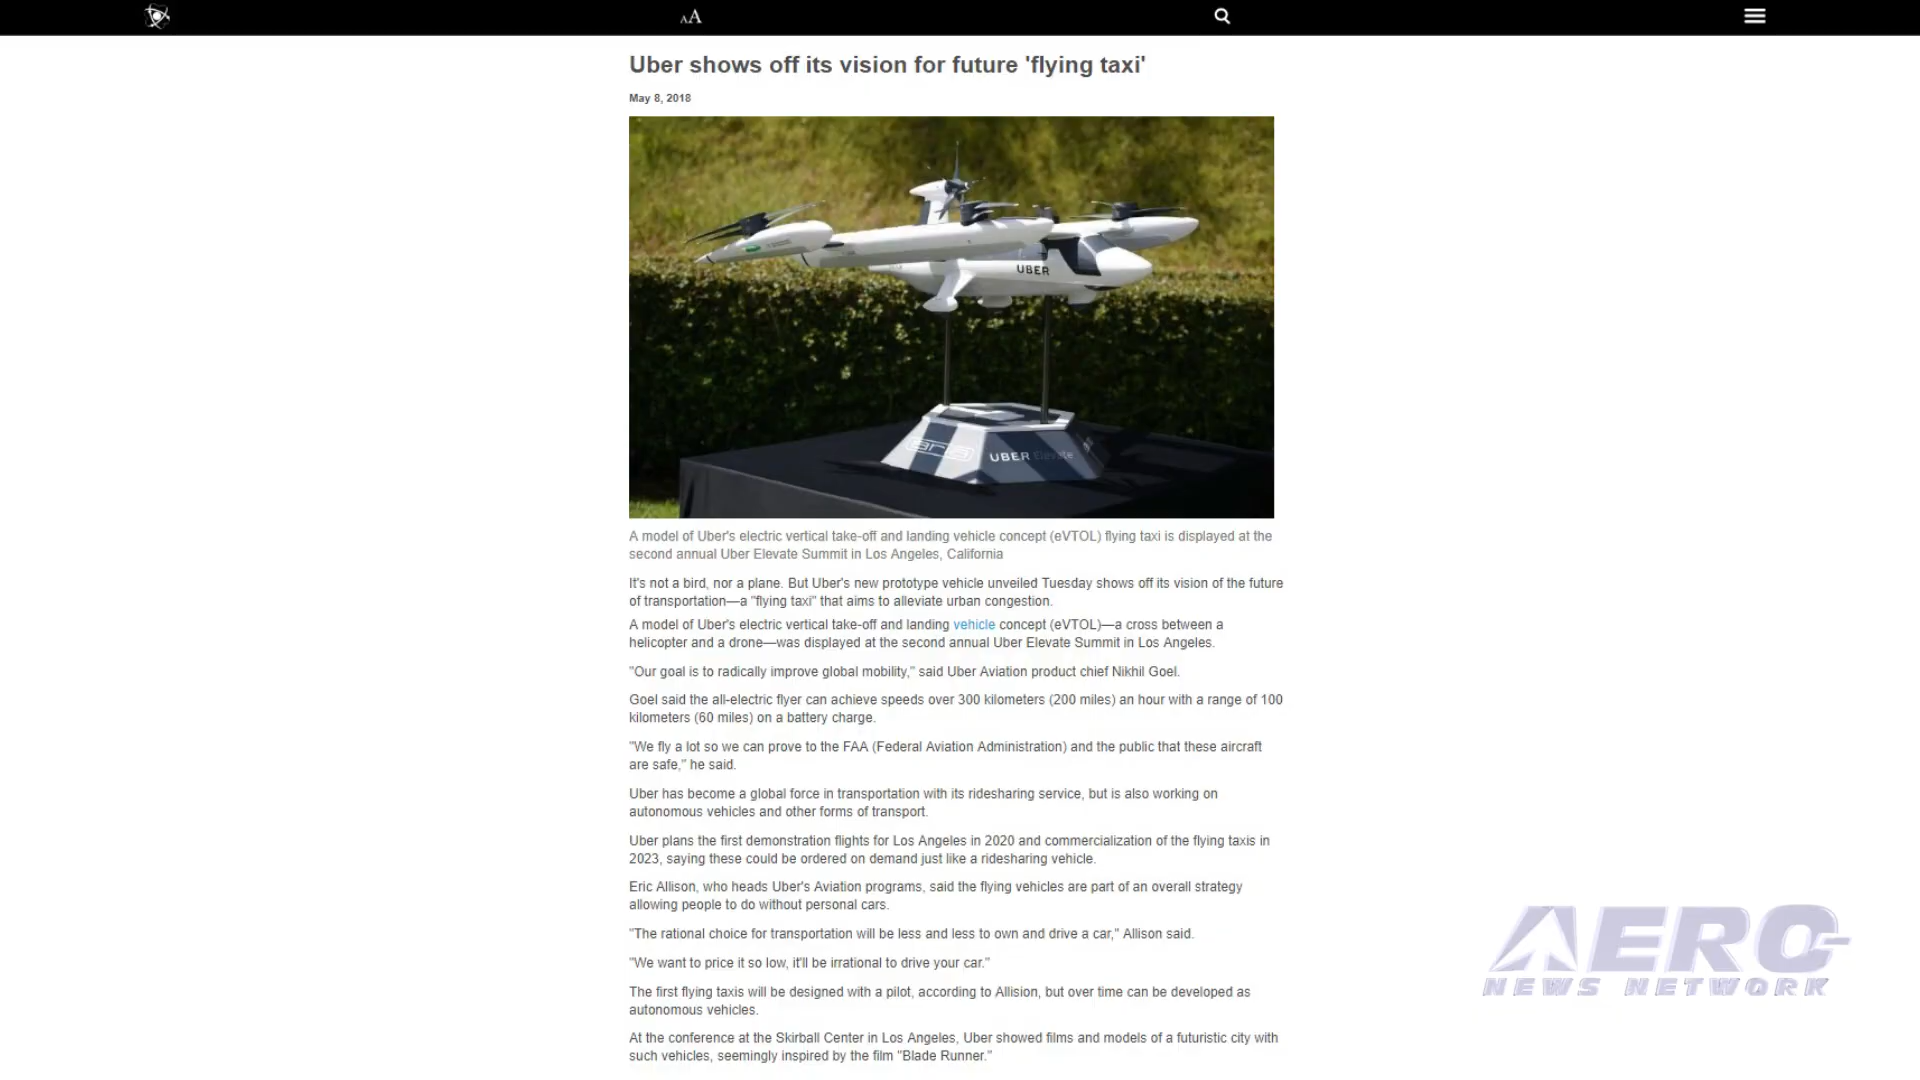 AA
Uber shows off its vision for future 'flying taxi'
May 8, 2018
UBER
UBER Elevate
A model of Uber's electric vertical take-off and landing vehicle concept (eVTOL) flying taxi is displayed at the
second annual Uber Elevate Summit in Los Angeles, California
It's not a bird, nor a plane. But Uber's new prototype vehicle unveiled Tuesday shows off its vision of the future
of transportation—a "flying taxi" that aims to alleviate urban congestion.
A model of Uber's electric vertical take-off and landing vehicle concept (eVTOL)—a cross between a
helicopter and a drone—was displayed at the second annual Uber Elevate Summit in Los Angeles.
"Our goal is to radically improve global mobility," said Uber Aviation product chief Nikhil Goel.
Goel said the all-electric flyer can achieve speeds over 300 kilometers (200 miles) an hour with a range of 100
kilometers (60 miles) on a battery charge.
"We fly a lot so we can prove to the FAA (Federal Aviation Administration) and the public that these aircraft
are safe," he said.
Uber has become a global force in transportation with its ridesharing service, but is also working on
autonomous vehicles and other forms of transport.
Uber plans the first demonstration flights for Los Angeles in 2020 and commercialization of the flying taxis in
2023, saying these could be ordered on demand just like a ridesharing vehicle.
Eric Allison, who heads Uber's Aviation programs, said the flying vehicles are part of an overall strategy
allowing people to do without personal cars.
"The rational choice for transportation will be less and less to own and drive a car," Allison said.
"We want to price it so low, it'll be irrational to drive your car."
The first flying taxis will be designed with a pilot, according to Allision, but over time can be developed as
autonomous vehicles.
At the conference at the Skirball Center in Los Angeles, Uber showed films and models of a futuristic city with
such vehicles, seemingly inspired by the film "Blade Runner."
AERO
NEWS NETWORK